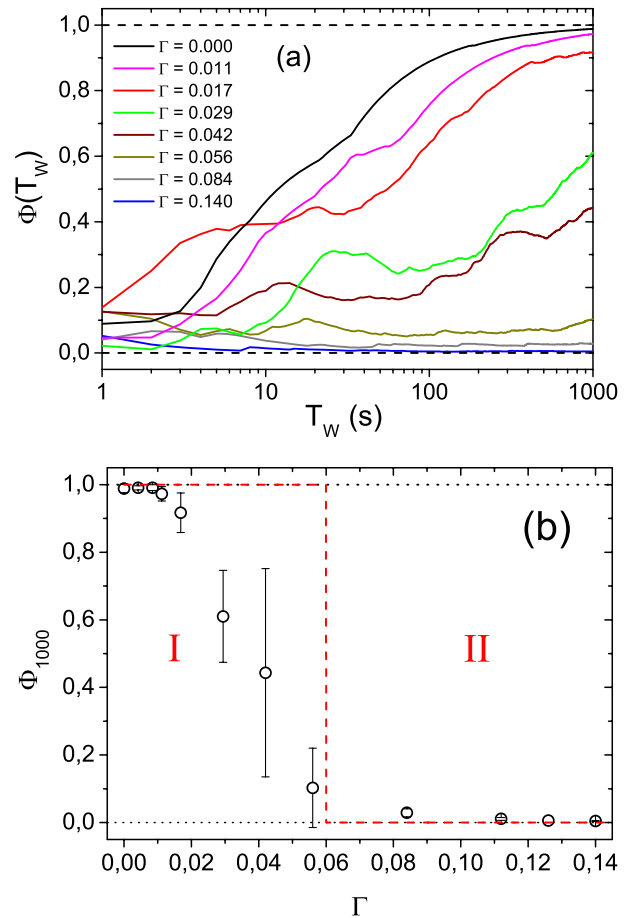 (a)
Γ = 0.000
Γ = 0.011
Γ = 0.017
Γ = 0.029
Γ = 0.042
Γ = 0.056
Γ = 0.084
Γ = 0.140
1,0
0,8
0,6
0,4
0,2
0,0
Φ(T_W)
1 10 100 1000
T_W (s)
(b)
1,0
0,8
0,6
0,4
0,2
0,0
Φ_1000
I
II
0,00 0,02 0,04 0,06 0,08 0,10 0,12 0,14
Γ